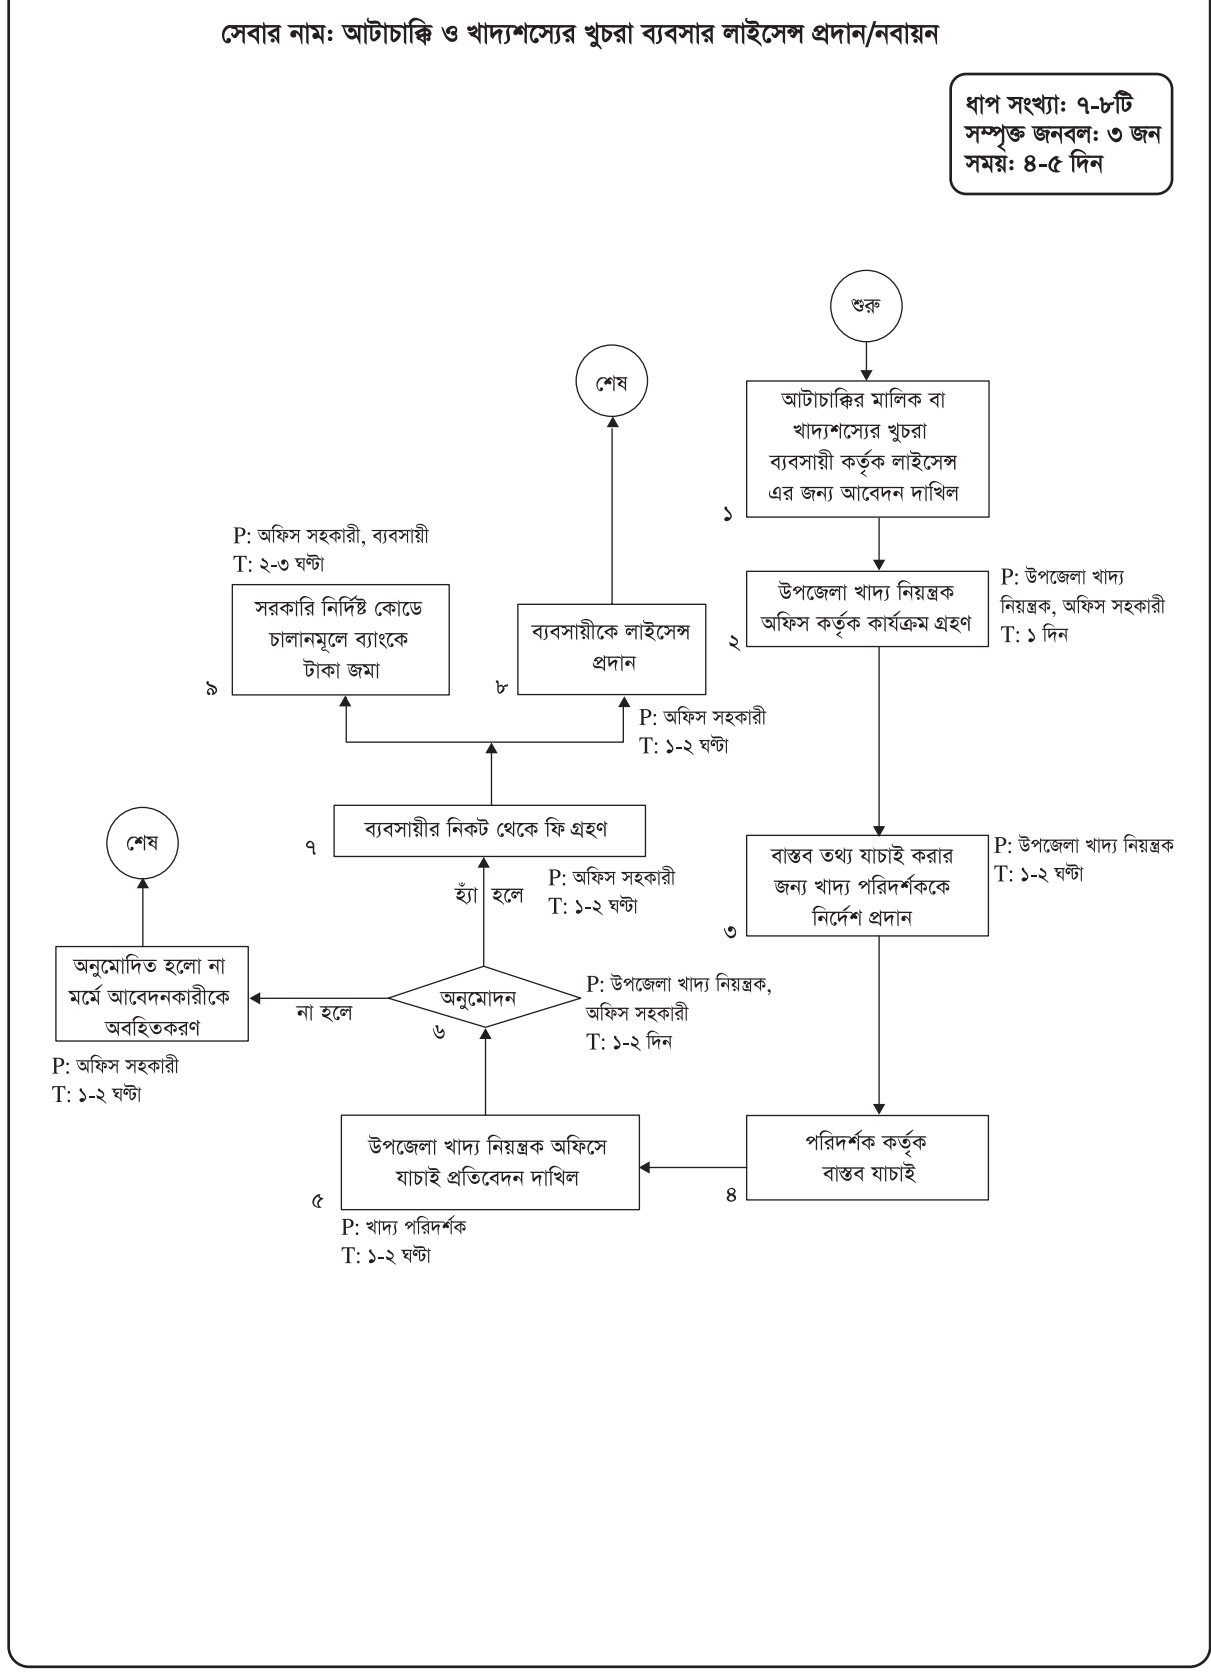 সেবার নাম: আটাচাক্কি ও খাদ্যশস্যের খুচরা ব্যবসার লাইসেন্স প্রদান/নবায়ন
ধাপ সংখ্যা: ৭-৮টি
সম্পৃক্ত জনবল: ৩ জন
সময়: ৪-৫ দিন
শুরু
আটাচাক্কির মালিক বা
খাদ্যশস্যের খুচরা
ব্যবসায়ী কর্তৃক লাইসেন্স
এর জন্য আবেদন দাখিল
১
উপজেলা খাদ্য নিয়ন্ত্রক
অফিস কর্তৃক কার্যক্রম গ্রহণ
২
P: উপজেলা খাদ্য
নিয়ন্ত্রক, অফিস সহকারী
T: ১ দিন
বাস্তব তথ্য যাচাই করার
জন্য খাদ্য পরিদর্শককে
নির্দেশ প্রদান
৩
P: উপজেলা খাদ্য নিয়ন্ত্রক
T: ১-২ ঘণ্টা
পরিদর্শক কর্তৃক
বাস্তব যাচাই
৪
উপজেলা খাদ্য নিয়ন্ত্রক অফিসে
যাচাই প্রতিবেদন দাখিল
৫
P: খাদ্য পরিদর্শক
T: ১-২ ঘণ্টা
অনুমোদন
৬
P: উপজেলা খাদ্য নিয়ন্ত্রক,
অফিস সহকারী
T: ১-২ দিন
না হলে
অনুমোদিত হলো না
মর্মে আবেদনকারীকে
অবহিতকরণ
P: অফিস সহকারী
T: ১-২ ঘণ্টা
শেষ
হ্যাঁ হলে
ব্যবসায়ীর নিকট থেকে ফি গ্রহণ
৭
P: অফিস সহকারী
T: ১-২ ঘণ্টা
ব্যবসায়ীকে লাইসেন্স
প্রদান
৮
P: অফিস সহকারী
T: ১-২ ঘণ্টা
শেষ
P: অফিস সহকারী, ব্যবসায়ী
T: ২-৩ ঘণ্টা
সরকারি নির্দিষ্ট কোডে
চালানমূলে ব্যাংকে
টাকা জমা
৯